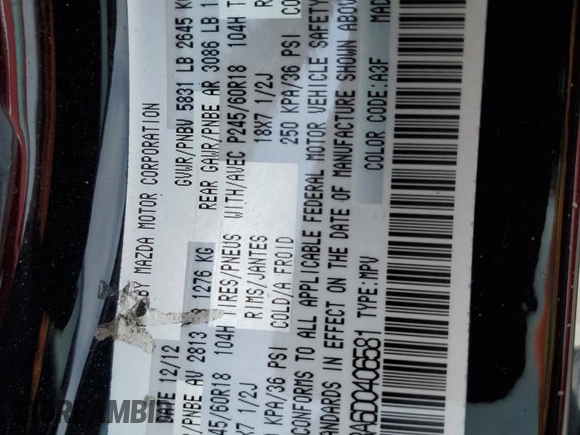 BY MAZDA MOTOR CORPORATION
DATE 12/12 GVWR/PNBV 5831 LB 2645
/PNBE AV 2813 1276 KG REAR GAWR/PNBE AR 3086 LB
45/60R18 104H TIRES/PNEUS WITH/AVEC P245/60R18 104H
X7 1/2J RIMS/JANTES 18X7 1/2J
KPA/36 PSI COLD/A FROID 250 KPA/36 PSI
CONFORMS TO ALL APPLICABLE FEDERAL MOTOR VEHICLE SAFETY
STANDARDS IN EFFECT ON THE DATE OF MANUFACTURE SHOWN ABOVE
A6D0406581 TYPE:MPV COLOR CODE:A3F MAD